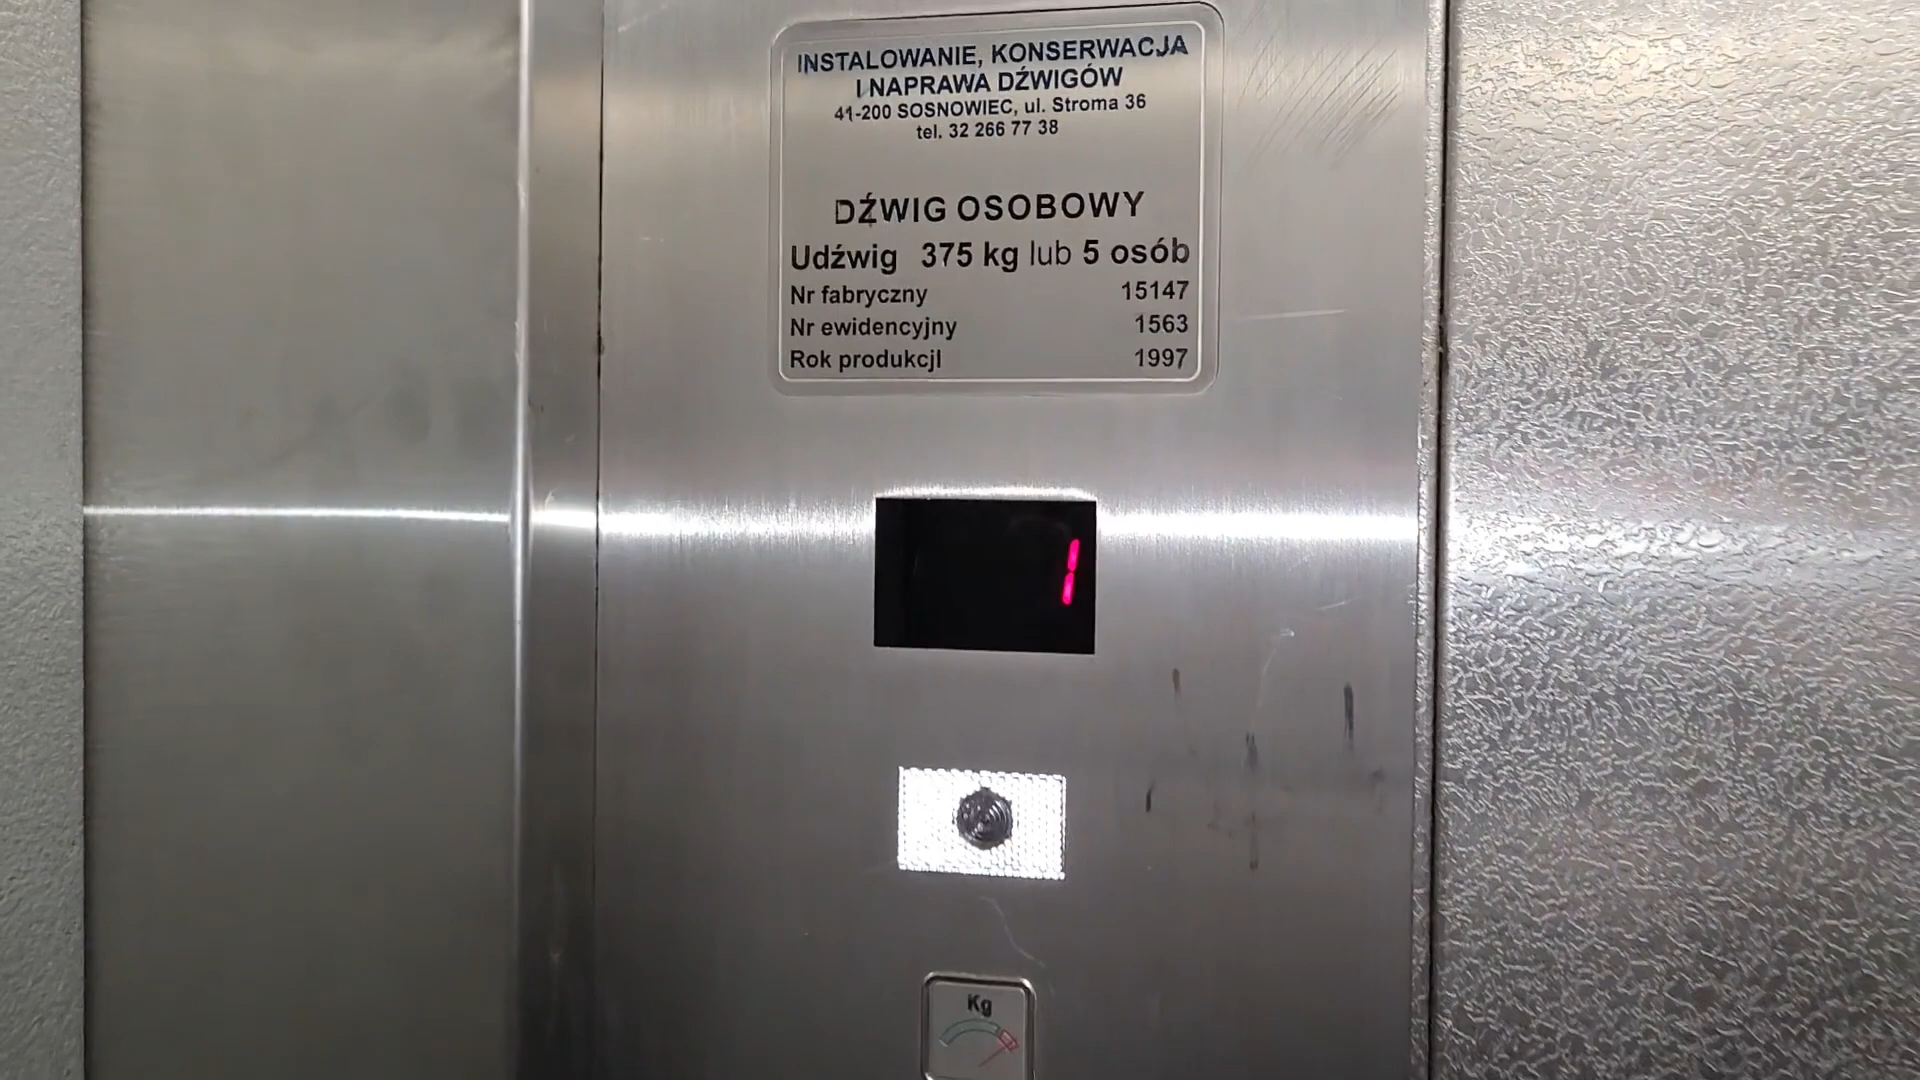 INSTALOWANIE, KONSERWACJA
I NAPRAWA DŹWIGÓW
41-200 SOSNOWIEC, ul. Stroma 36
tel. 32 266 77 38
DŹWIG OSOBOWY
Udźwig 375 kg lub 5 osób
Nr fabryczny 15147
Nr ewidencyjny 1563
Rok produkcji 1997
1
Kg